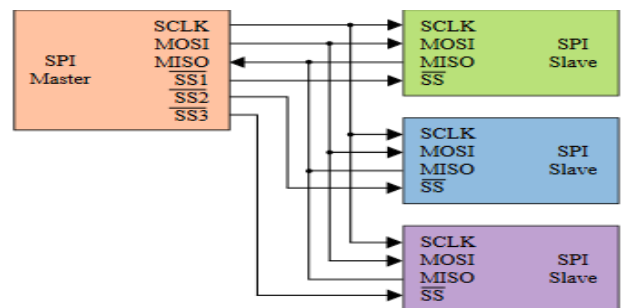 SPI
Master
SCLK
MOSI
MISO
SS1
SS2
SS3
SCLK
MOSI
MISO
SS
SPI
Slave
SCLK
MOSI
MISO
SS
SPI
Slave
SCLK
MOSI
MISO
SS
SPI
Slave